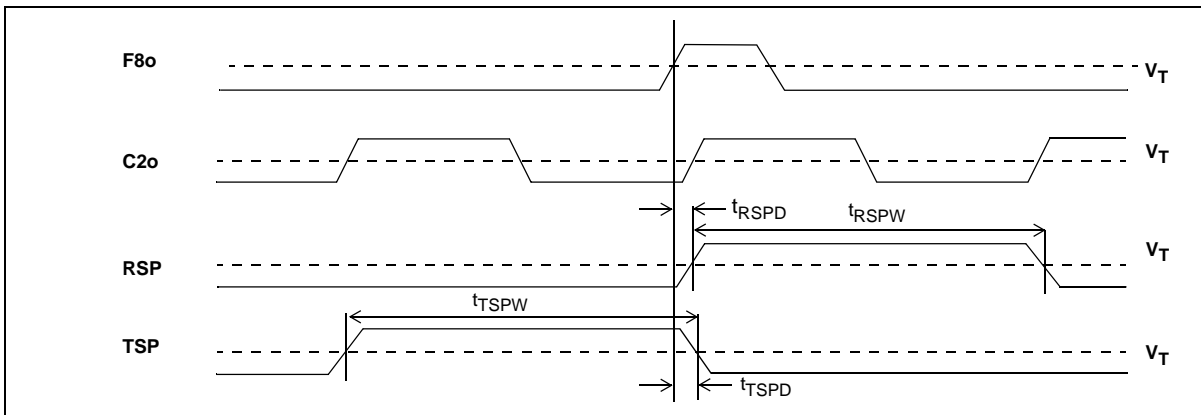 F8o
V_T
C2o
V_T
t_RSPD
t_RSPW
RSP
V_T
t_TSPW
TSP
V_T
t_TSPD